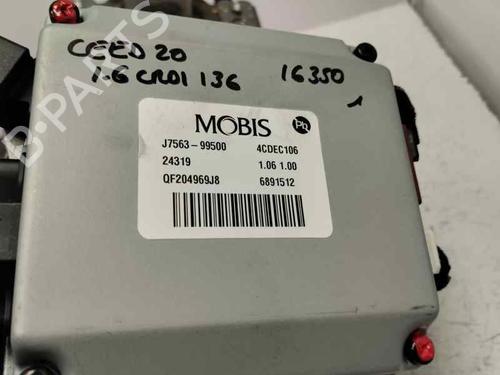 CEED 20
1.6 CRDI 136 16350
1
MOBIS Pb
J7563-99500 4CDEC106
24319 1.06 1.00
QF204969J8 6891512